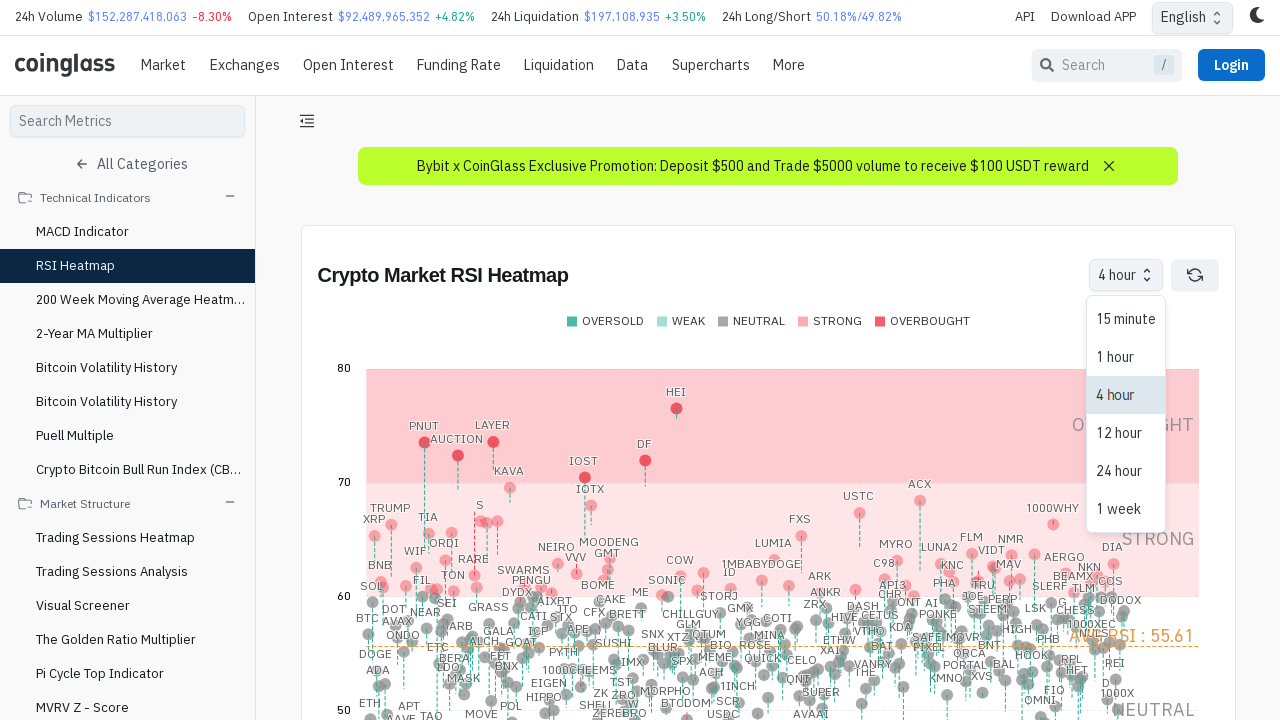 24h Volume $152,287,418,063 -8.30% Open Interest $92,489,965,352 +4.82% 24h Liquidation $197,108,935 +3.50% 24h Long/Short 50.18%/49.82% API Download APP English
coinglass Market Exchanges Open Interest Funding Rate Liquidation Data Supercharts More Search / Login
Search Metrics
All Categories
Technical Indicators
MACD Indicator
RSI Heatmap
200 Week Moving Average Heatm...
2-Year MA Multiplier
Bitcoin Volatility History
Bitcoin Volatility History
Puell Multiple
Crypto Bitcoin Bull Run Index (CB...
Market Structure
Trading Sessions Heatmap
Trading Sessions Analysis
Visual Screener
The Golden Ratio Multiplier
Pi Cycle Top Indicator
MVRV Z - Score
Bybit x CoinGlass Exclusive Promotion: Deposit $500 and Trade $5000 volume to receive $100 USDT reward
Crypto Market RSI Heatmap
4 hour
15 minute
1 hour
4 hour
12 hour
24 hour
1 week
OVERSOLD WEAK NEUTRAL STRONG OVERBOUGHT
80
HEI
PNUT
LAYER
AUCTION
DF
KAVA
IOST
70
IOTX
ACX
USTC
S
TRUMP
1000WHY
XRP
TIA
FXS
STRONG
ORDI
WIF
NEIRO
MOODENG
GMT
LUMIA
MYRO
LUNA2
FLM
VIDT
NMR
DIA
RARE
VVV
COW
1MBABYDOGE
C98
KNC
MAV
AERGO
NKN
BNB
TON
SWARMS
PENGU
BOME
SONIC
ID
ARK
API3
PHA
TRU
SLERF
BEAMX
CGS
SOL
FIL
DYDX
ME
STORJ
ANKR
CHR
JOE
TLM
60
DOT
NEAR
SEI
GRASS
AIXBT
CAKE
CFX
BRETT
CHILLGUY
GMX
ZRX
DASH
ONT
AI
PERP
LSK
CHESS
DODOX
BTC
AVAX
ARB
CATI
STX
GLM
YGG
COTI
HIVE
CETUS
PONKE
STEEM
1000XEC
ONDO
GALA
ICP
APE
SNX
XTZ
QTUM
MINA
VTHO
KDA
HIGH
AVG RSI : 55.61
DOGE
ETC
ALCH
GOAT
PYTH
SUSHI
BLUR
BIO
ROSE
ETHW
XAI
BAT
SAFE
PIXEL
MOVR
BNT
PHB
ADA
BERA
LDO
FET
BNX
1000CHEEMS
IMX
SPX
MEME
QUICK
CELO
VANRY
ORCA
PORTAL
BAL
HOOK
RPL
HFT
REI
MASK
EIGEN
TST
ACH
1INCH
QNT
THE
KMNO
XVS
ETH
APT
POL
HIPPO
ZK
ZRO
MORPHO
SUPER
FIO
1000X
MOVE
SHELL
W
BTCDOM
SCR
OMNI
50
TAO
ZEREBRO
USDC
AVAAI
NEUTRAL